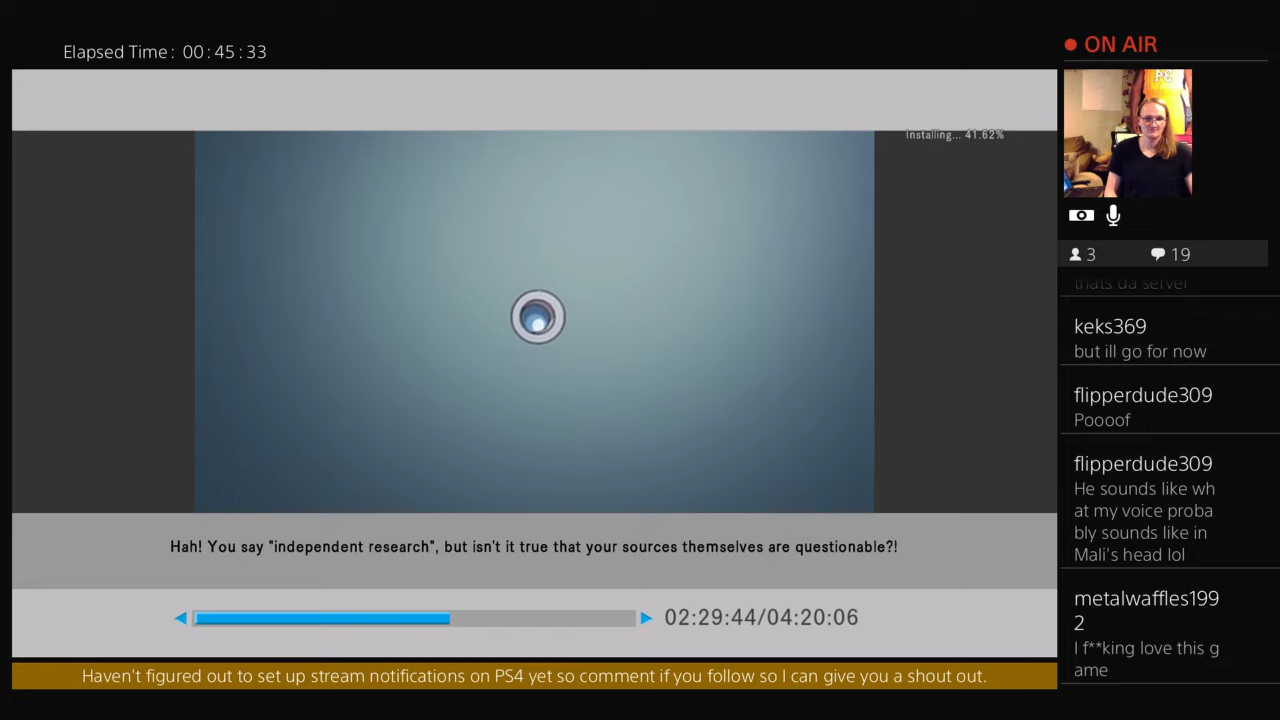 Elapsed Time: 00:45:33
ON AIR
Installing... 41.62%
3
19
thats da server
keks369
but ill go for now
flipperdude309
Poooof
flipperdude309
He sounds like wh
at my voice proba
bly sounds like in
Mali's head lol
metalwaffles199
2
I f**king love this g
ame
Hah! You say "independent research", but isn't it true that your sources themselves are questionable?!
02:29:44/04:20:06
Haven't figured out to set up stream notifications on PS4 yet so comment if you follow so I can give you a shout out.